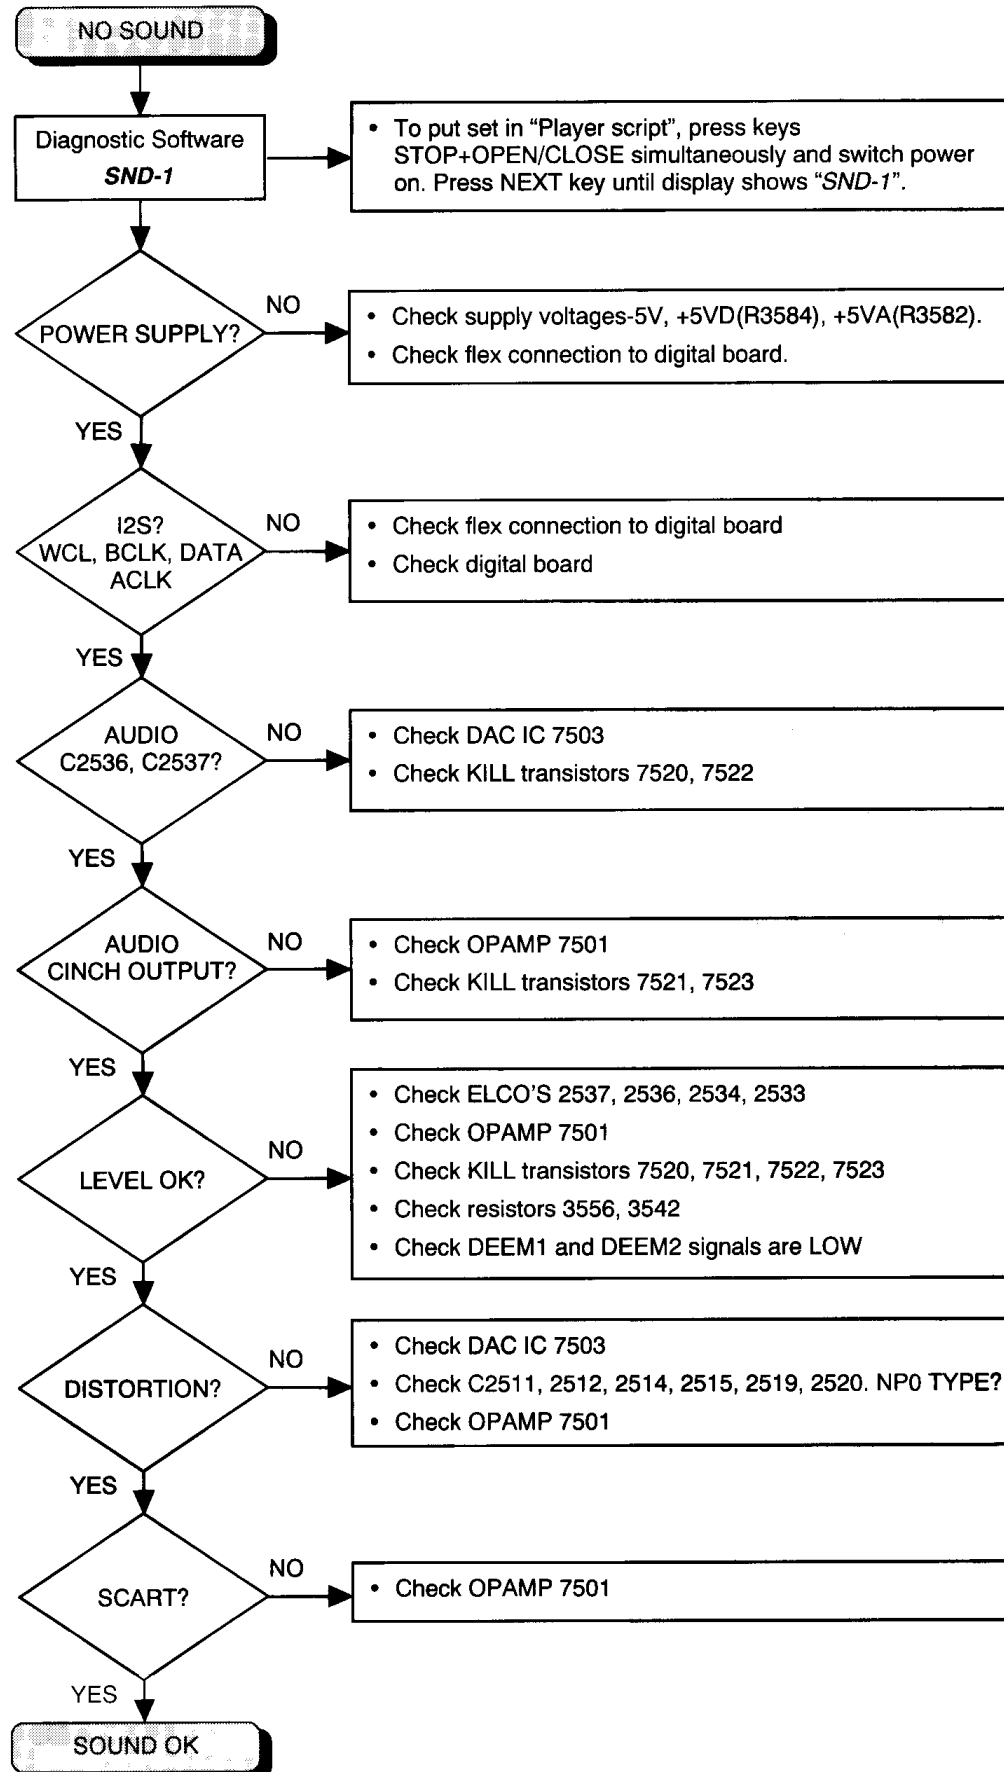 NO SOUND
Diagnostic Software
SND-1
• To put set in “Player script”, press keys
STOP+OPEN/CLOSE simultaneously and switch power
on. Press NEXT key until display shows “SND-1”.
POWER SUPPLY?
NO
• Check supply voltages-5V, +5VD(R3584), +5VA(R3582).
• Check flex connection to digital board.
YES
I2S?
WCL, BCLK, DATA
ACLK
NO
• Check flex connection to digital board
• Check digital board
YES
AUDIO
C2536, C2537?
NO
• Check DAC IC 7503
• Check KILL transistors 7520, 7522
YES
AUDIO
CINCH OUTPUT?
NO
• Check OPAMP 7501
• Check KILL transistors 7521, 7523
YES
LEVEL OK?
NO
• Check ELCO'S 2537, 2536, 2534, 2533
• Check OPAMP 7501
• Check KILL transistors 7520, 7521, 7522, 7523
• Check resistors 3556, 3542
• Check DEEM1 and DEEM2 signals are LOW
YES
DISTORTION?
NO
• Check DAC IC 7503
• Check C2511, 2512, 2514, 2515, 2519, 2520. NP0 TYPE?
• Check OPAMP 7501
YES
SCART?
NO
• Check OPAMP 7501
YES
SOUND OK